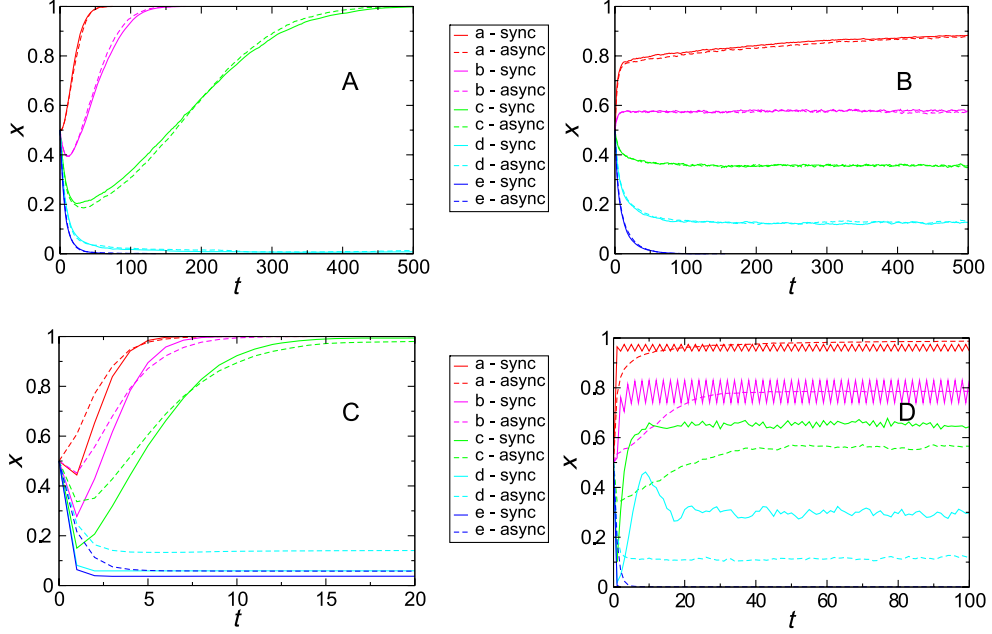 1
0.8
0.6
0.4
0.2
0
x
A
0 100 200 300 400 500
t
a - sync
a - async
b - sync
b - async
c - sync
c - async
d - sync
d - async
e - sync
e - async
1
0.8
0.6
0.4
0.2
0
x
B
0 100 200 300 400 500
t
1
0.8
0.6
0.4
0.2
0
x
C
0 5 10 15 20
t
a - sync
a - async
b - sync
b - async
c - sync
c - async
d - sync
d - async
e - sync
e - async
1
0.8
0.6
0.4
0.2
0
x
D
0 20 40 60 80 100
t